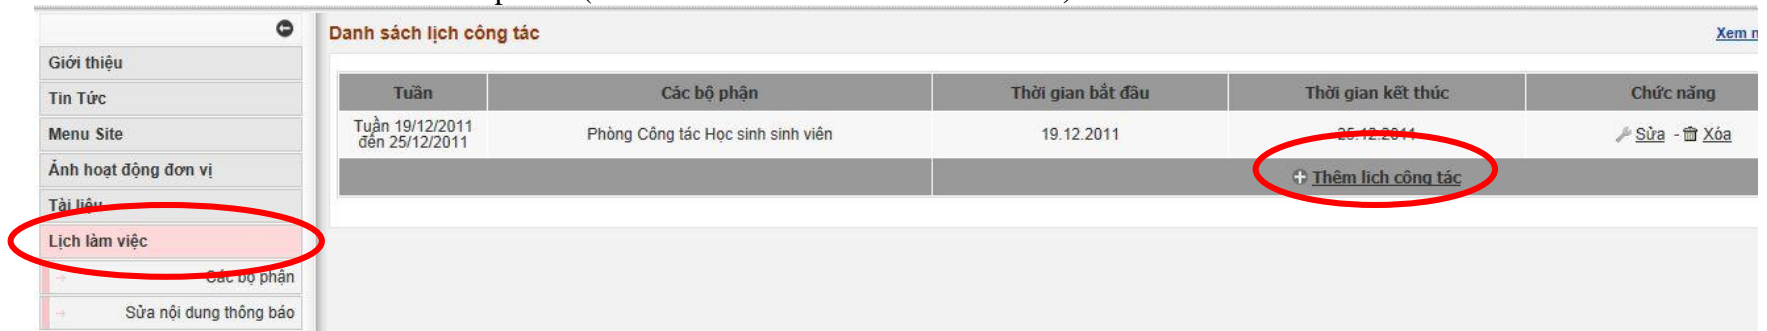 Danh sách lịch công tác
Xem n
Giới thiệu
Tin Tức
Menu Site
Ảnh hoạt động đơn vị
Tài liệu
Lịch làm việc
Các bộ phận
Sửa nội dung thông báo
Tuần Các bộ phận Thời gian bắt đầu Thời gian kết thúc Chức năng
Tuần 19/12/2011
đến 25/12/2011
Phòng Công tác Học sinh sinh viên 19.12.2011 25.12.2011 Sửa - Xóa
Thêm lich công tác